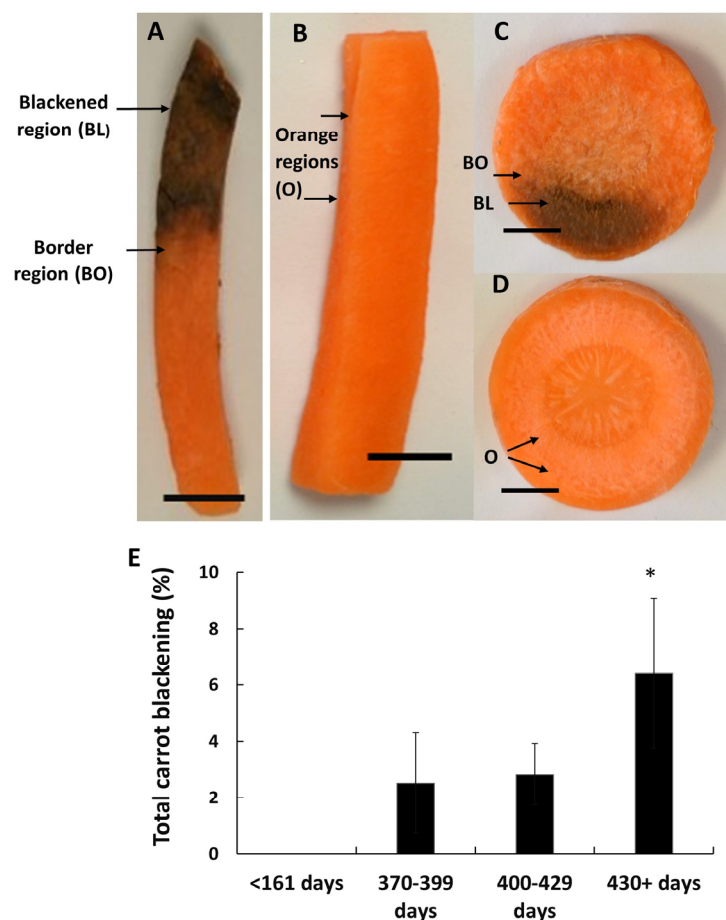 A
B
C
D
Blackened
region (BL)
Border
region (BO)
Orange
regions
(O)
BO
BL
O
E
Total carrot blackening (%)
10
8
6
4
2
0
*
<161 days
370-399
days
400-429
days
430+ days